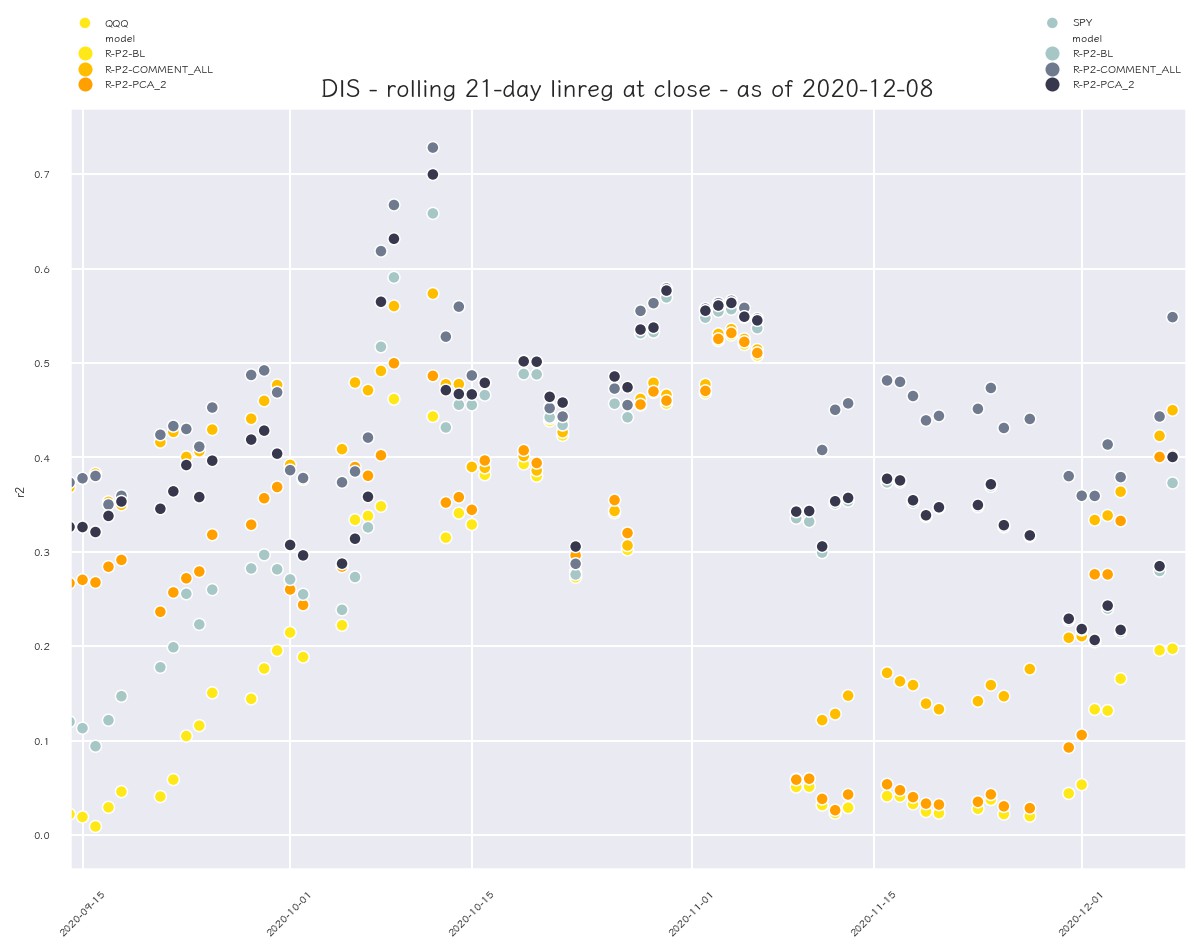 QQQ
model
R-P2-BL
R-P2-COMMENT_ALL
R-P2-PCA_2
SPY
model
R-P2-BL
R-P2-COMMENT_ALL
R-P2-PCA_2
DIS - rolling 21-day linreg at close - as of 2020-12-08
r2
0.7
0.6
0.5
0.4
0.3
0.2
0.1
0.0
2020-09-15
2020-10-01
2020-10-15
2020-11-01
2020-11-15
2020-12-01